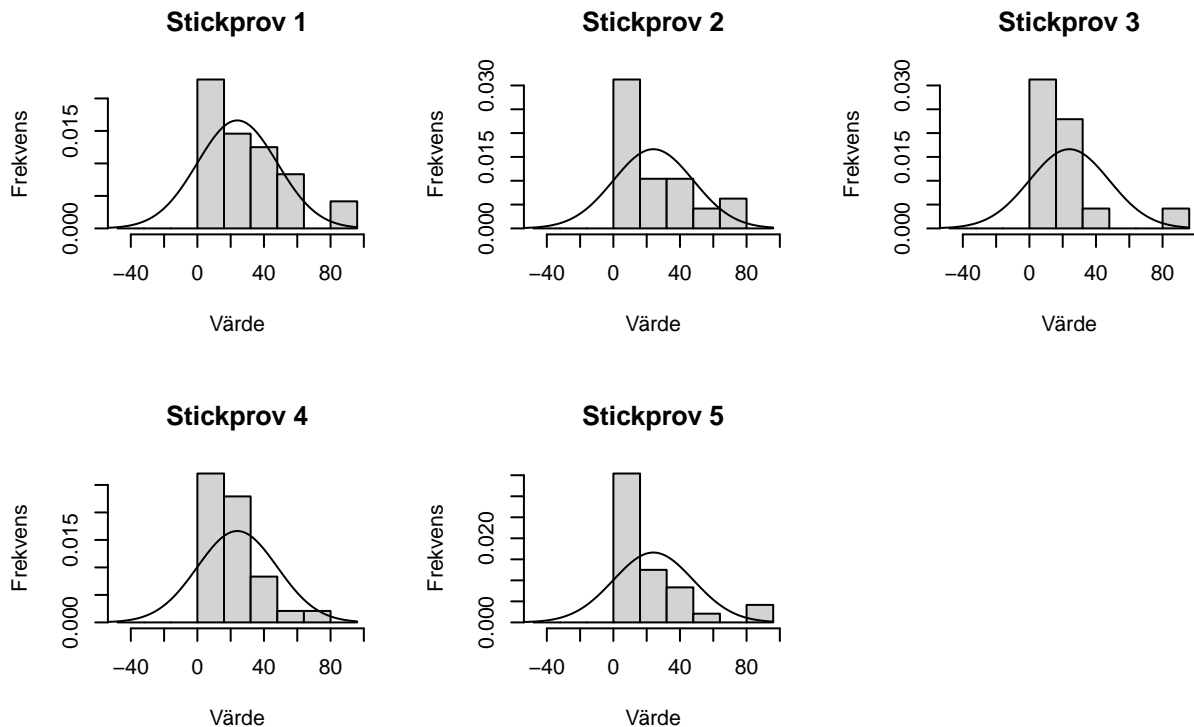 Stickprov 1
Frekvens
0.000 0.015
−40 0 40 80
Värde
Stickprov 2
Frekvens
0.000 0.015 0.030
−40 0 40 80
Värde
Stickprov 3
Frekvens
0.000 0.015 0.030
−40 0 40 80
Värde
Stickprov 4
Frekvens
0.000 0.015
−40 0 40 80
Värde
Stickprov 5
Frekvens
0.000 0.020
−40 0 40 80
Värde